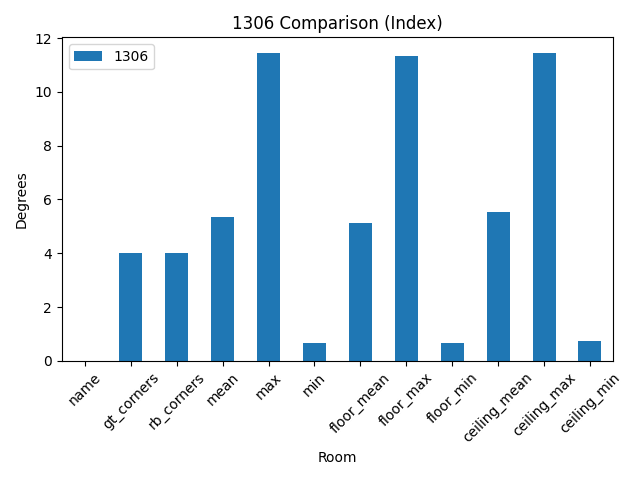 1306 Comparison (Index)
1306
12
10
8
6
4
2
0
Degrees
name
gt_corners
rb_corners
mean
max
min
floor_mean
floor_max
floor_min
ceiling_mean
ceiling_max
ceiling_min
Room